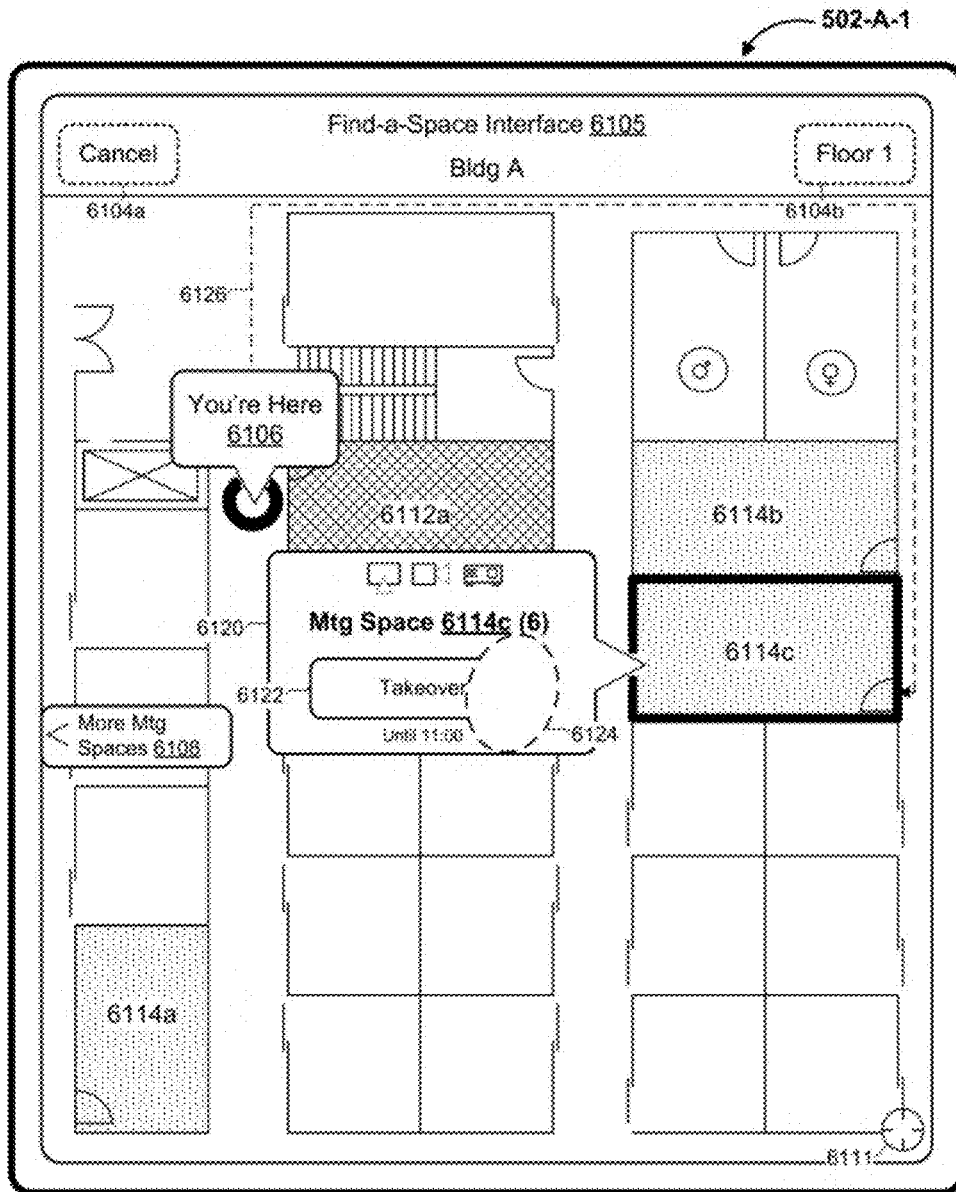 502-A-1
Find-a-Space Interface 6105
Cancel
Bldg A
Floor 1
6104a
6104b
6126
You're Here
6106
6112a
6114b
Mtg Space 6114c (6)
6120
6114c
6122
Takeover
Until 11:00
6124
More Mtg
Spaces 6108
6114a
6111